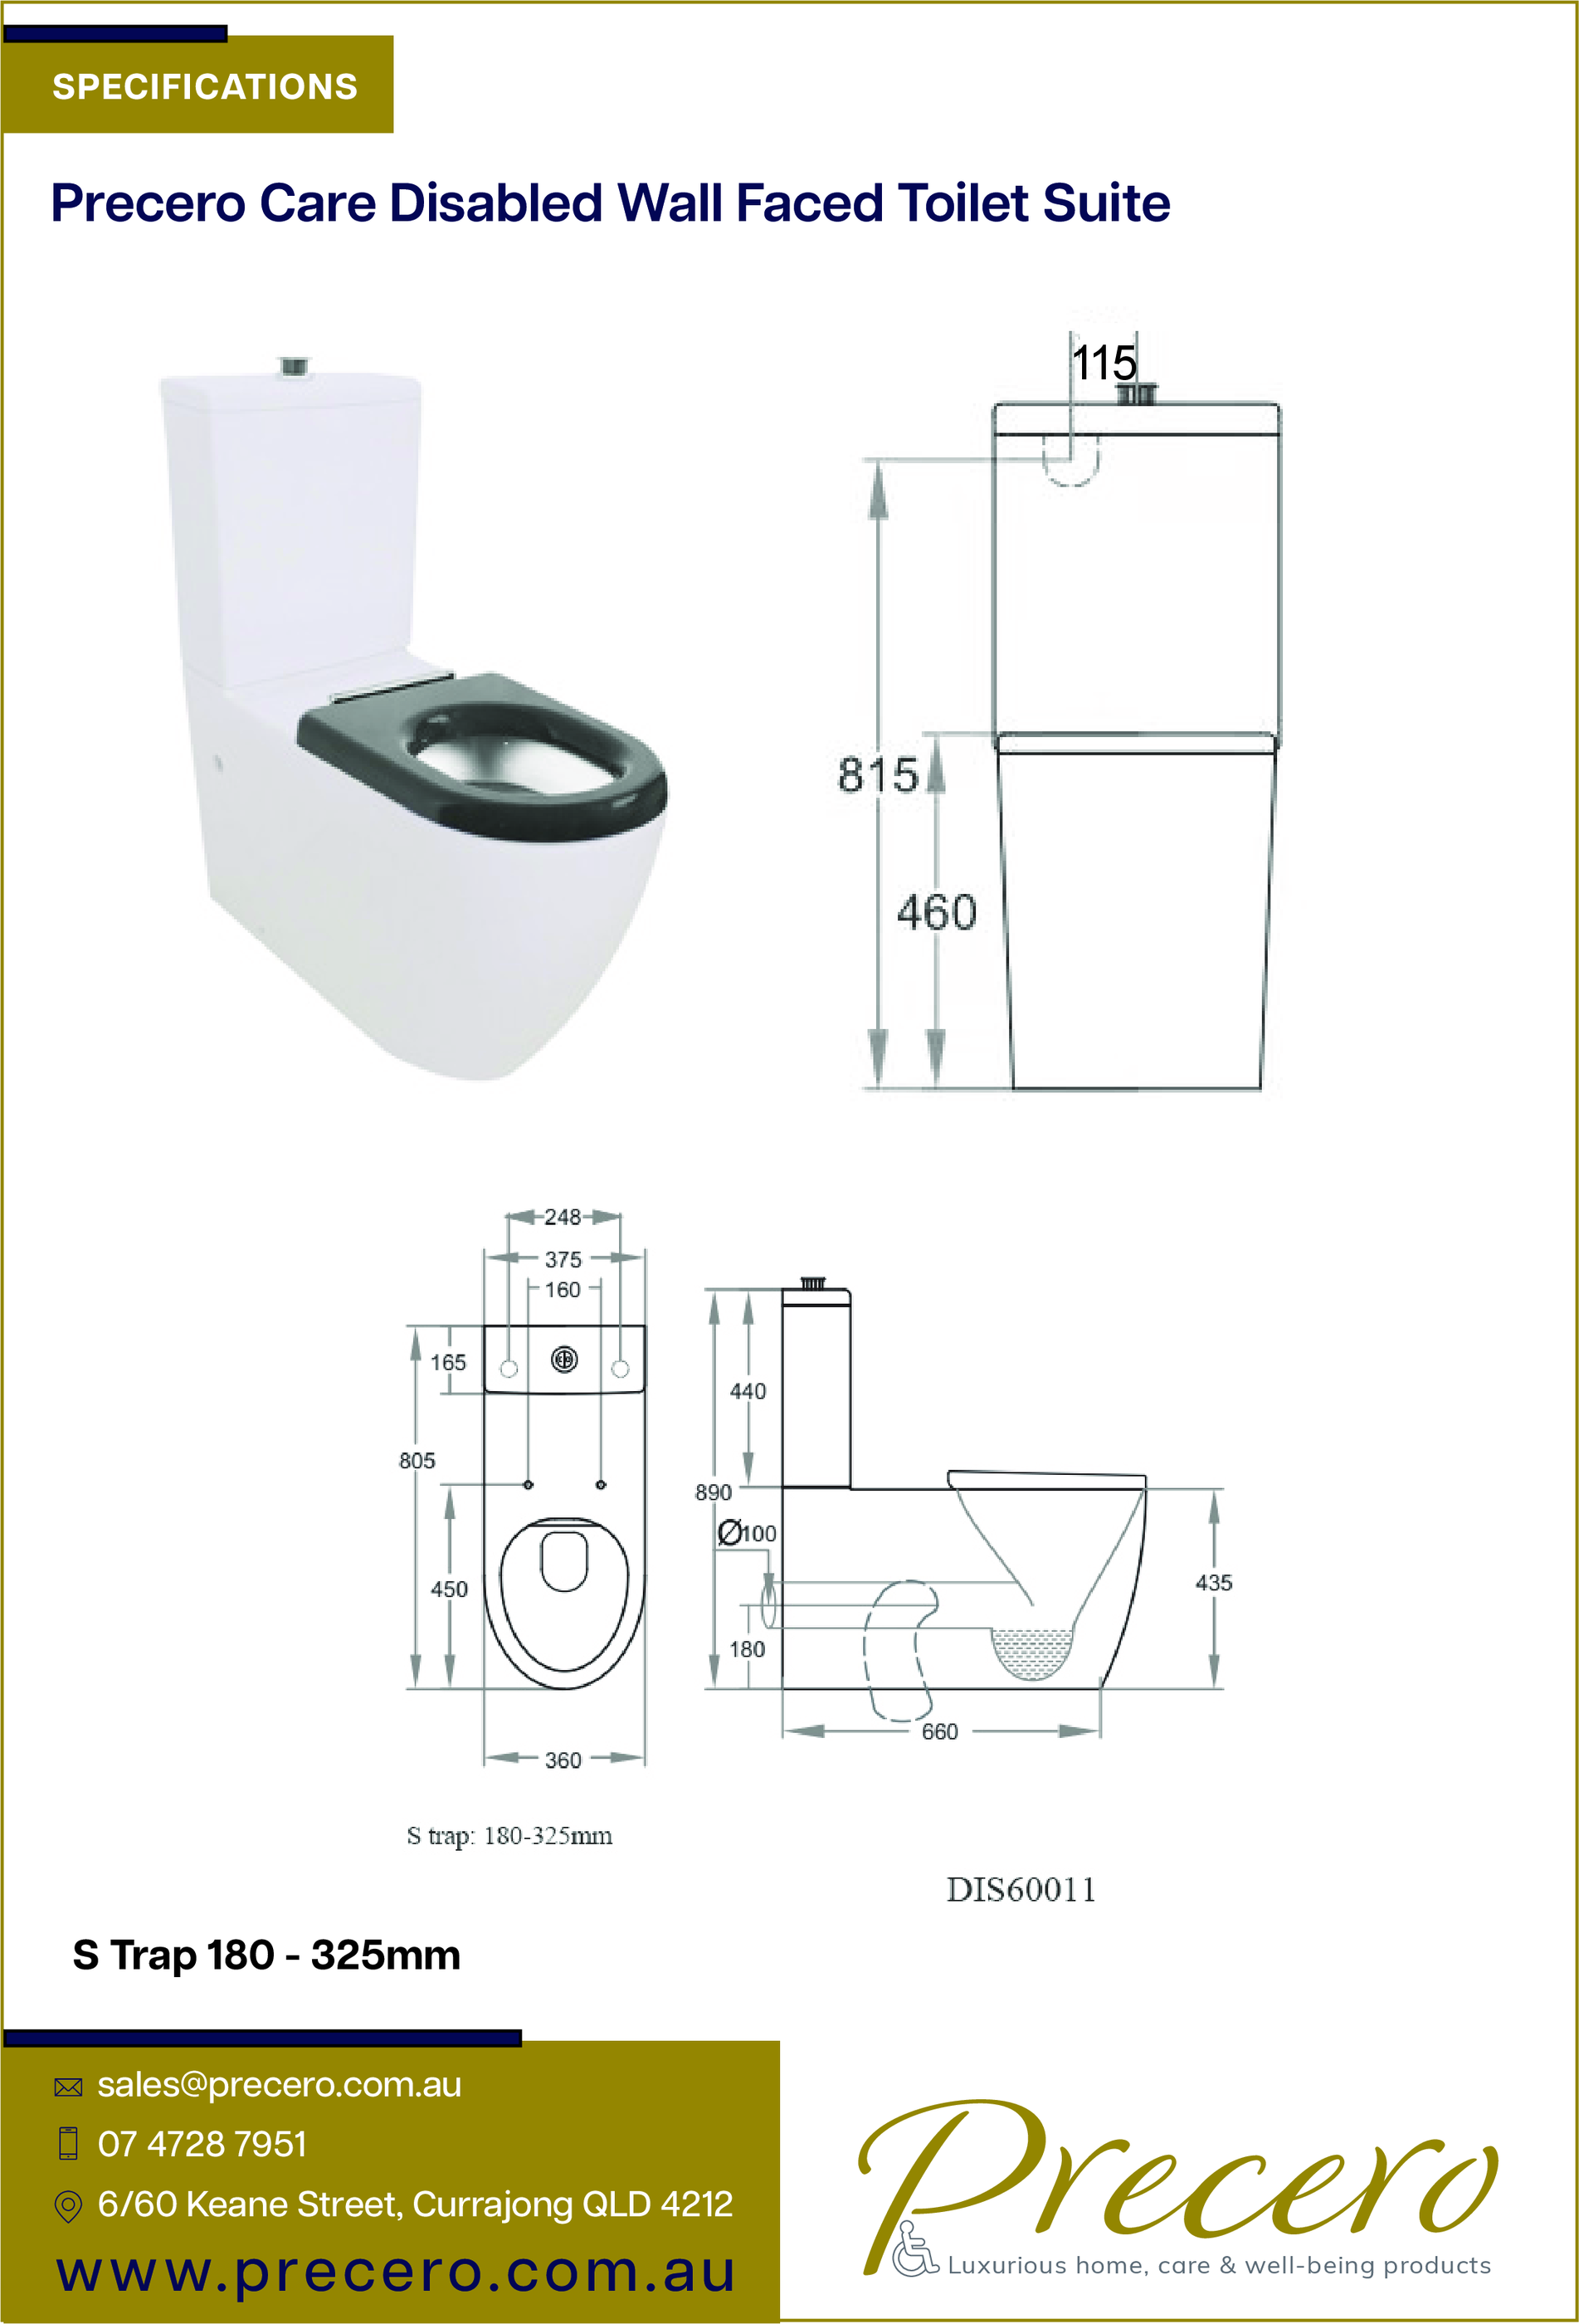 SPECIFICATIONS
Precero Care Disabled Wall Faced Toilet Suite
115
815
460
248
375
160
165
805
450
360
440
890
Ø100
180
435
660
S trap: 180-325mm
DIS60011
S Trap 180 - 325mm
sales@precero.com.au
07 4728 7951
6/60 Keane Street, Currajong QLD 4212
www.precero.com.au
Precero
Luxurious home, care & well-being products